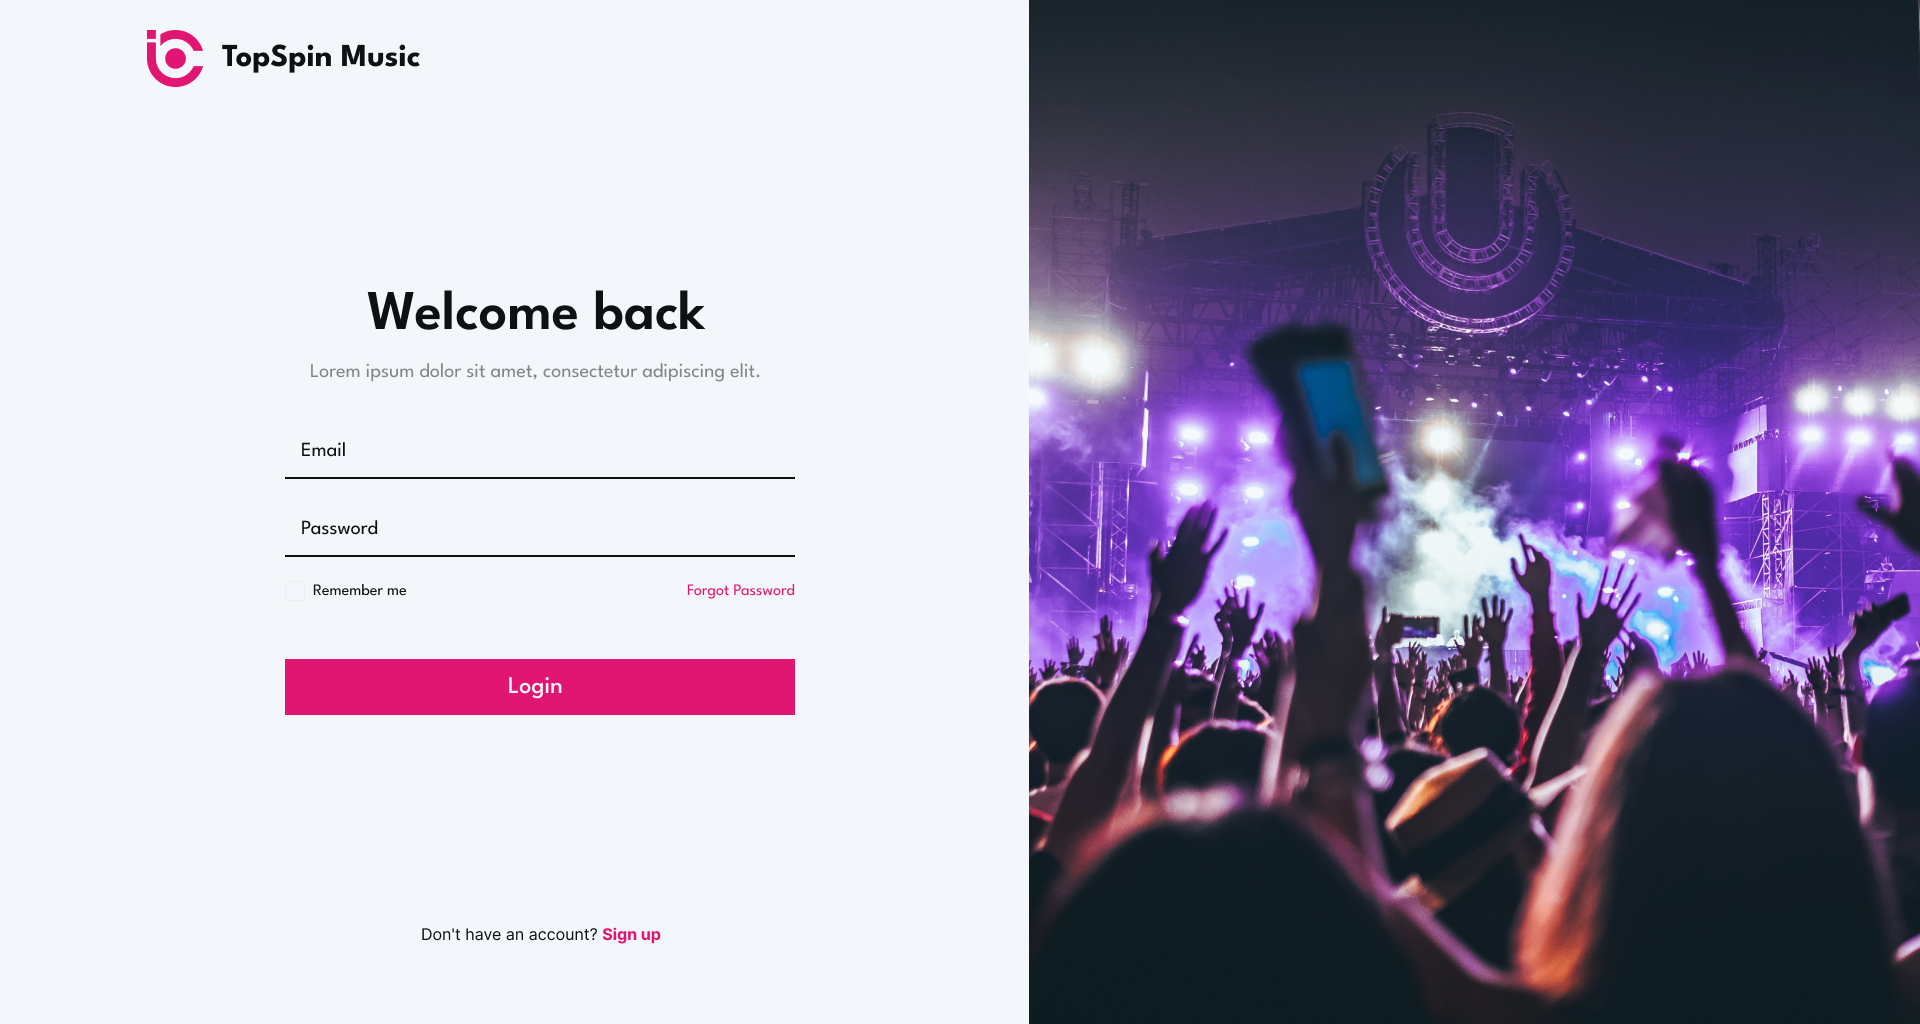 TopSpin Music
Welcome back
Lorem ipsum dolor sit amet, consectetur adipiscing elit.
Email
Password
Remember me
Forgot Password
Login
Don't have an account? Sign up